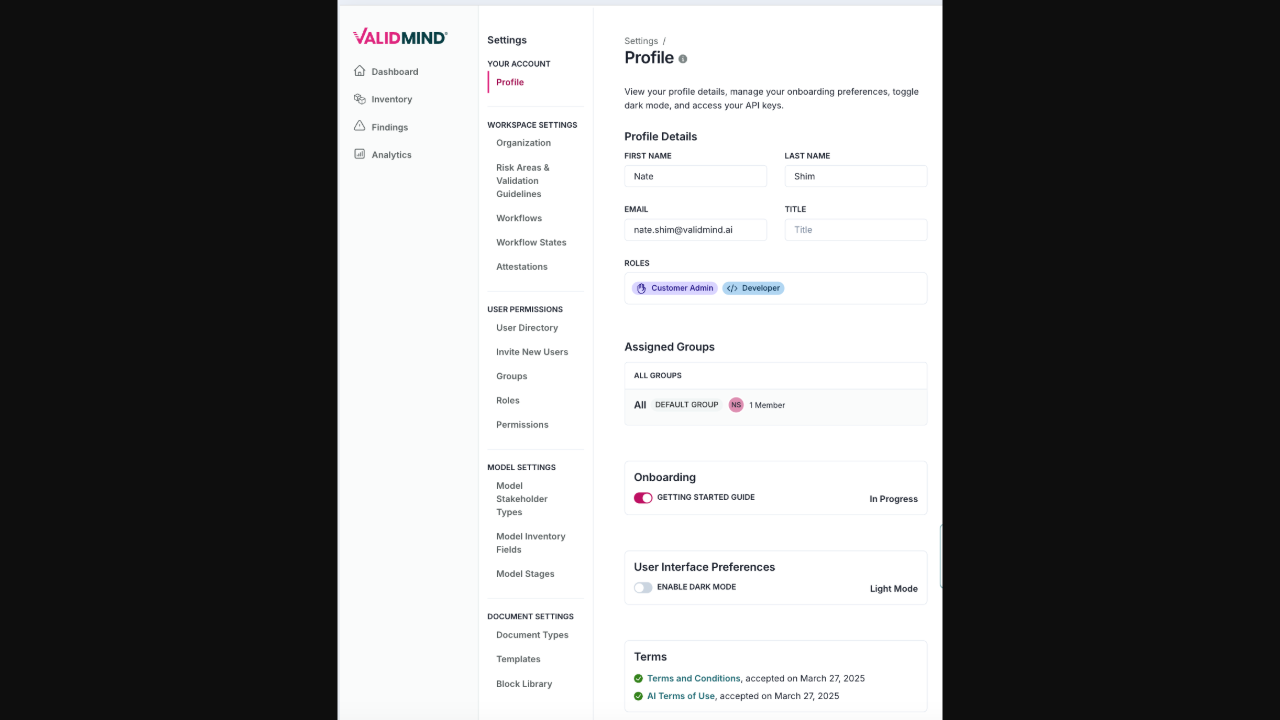 VALIDMIND
Dashboard
Inventory
Findings
Analytics
Settings
YOUR ACCOUNT
Profile
WORKSPACE SETTINGS
Organization
Risk Areas &
Validation
Guidelines
Workflows
Workflow States
Attestations
USER PERMISSIONS
User Directory
Invite New Users
Groups
Roles
Permissions
MODEL SETTINGS
Model
Stakeholder
Types
Model Inventory
Fields
Model Stages
DOCUMENT SETTINGS
Document Types
Templates
Block Library
Settings /
Profile
View your profile details, manage your onboarding preferences, toggle
dark mode, and access your API keys.
Profile Details
FIRST NAME LAST NAME
Nate Shim
EMAIL TITLE
nate.shim@validmind.ai Title
ROLES
Customer Admin Developer
Assigned Groups
ALL GROUPS
All DEFAULT GROUP NS 1 Member
Onboarding
GETTING STARTED GUIDE In Progress
User Interface Preferences
ENABLE DARK MODE Light Mode
Terms
Terms and Conditions, accepted on March 27, 2025
AI Terms of Use, accepted on March 27, 2025